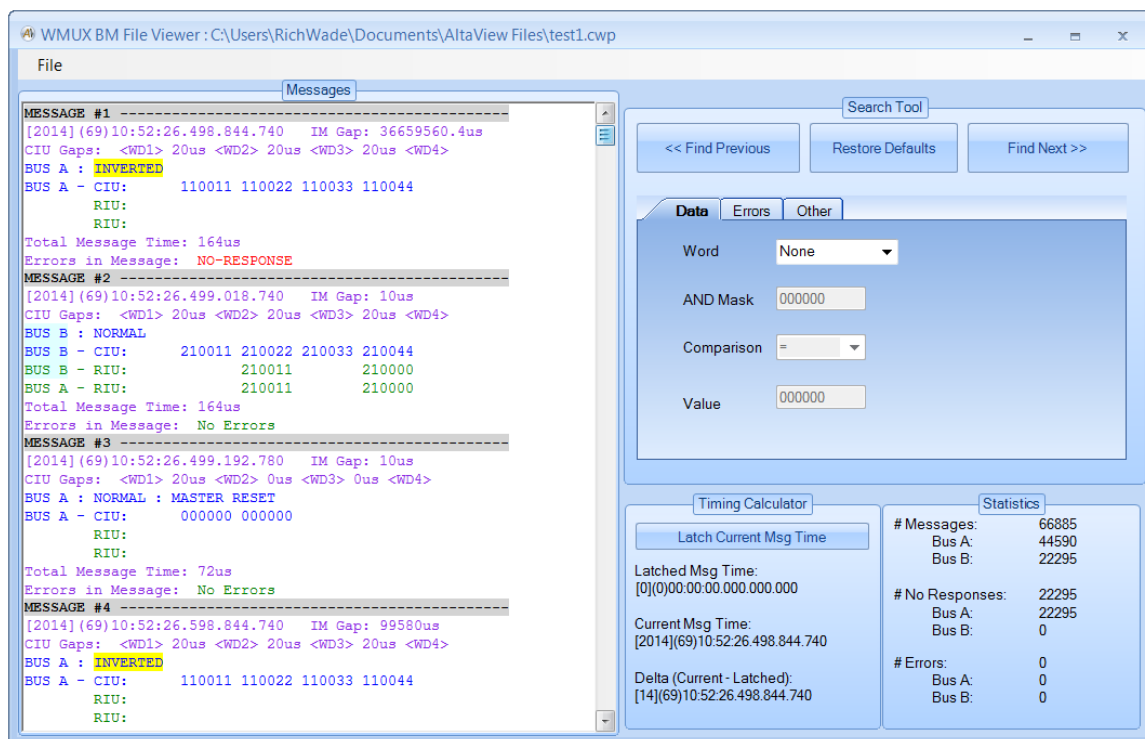 WMUX BM File Viewer : C:\Users\RichWade\Documents\AltaView Files\test1.cwp
File
Messages
MESSAGE #1 -------------------------------------------
[2014](69)10:52:26.498.844.740   IM Gap: 36659560.4us
CIU Gaps: <WD1> 20us <WD2> 20us <WD3> 20us <WD4>
BUS A : INVERTED
BUS A - CIU:       110011 110022 110033 110044
RIU:
RIU:
Total Message Time: 164us
Errors in Message:  NO-RESPONSE
MESSAGE #2 -------------------------------------------
[2014](69)10:52:26.499.018.740   IM Gap: 10us
CIU Gaps:  <WD1> 20us <WD2> 20us <WD3> 20us <WD4>
BUS B : NORMAL
BUS B - CIU:       210011 210022 210033 210044
BUS B - RIU:              210011        210000
BUS A - RIU:              210011        210000
Total Message Time: 164us
Errors in Message:  No Errors
MESSAGE #3 -------------------------------------------
[2014](69)10:52:26.499.192.780   IM Gap: 10us
CIU Gaps:  <WD1> 20us <WD2> 0us <WD3> 0us <WD4>
BUS A : NORMAL : MASTER RESET
BUS A - CIU:       000000 000000
RIU:
RIU:
Total Message Time: 72us
Errors in Message:  No Errors
MESSAGE #4 -------------------------------------------
[2014](69)10:52:26.598.844.740   IM Gap: 99580us
CIU Gaps:  <WD1> 20us <WD2> 20us <WD3> 20us <WD4>
BUS A : INVERTED
BUS A - CIU:       110011 110022 110033 110044
RIU:
RIU:
Search Tool
<< Find Previous
Restore Defaults
Find Next >>
Data Errors Other
Word None
AND Mask 000000
Comparison =
Value 000000
Timing Calculator
Latch Current Msg Time
Latched Msg Time:
[0](0)00:00:00.000.000.000
Current Msg Time:
[2014](69)10:52:26.498.844.740
Delta (Current - Latched):
[14](69)10:52:26.498.844.740
Statistics
# Messages: 66885
Bus A: 44590
Bus B: 22295
# No Responses: 22295
Bus A: 22295
Bus B: 0
# Errors: 0
Bus A: 0
Bus B: 0